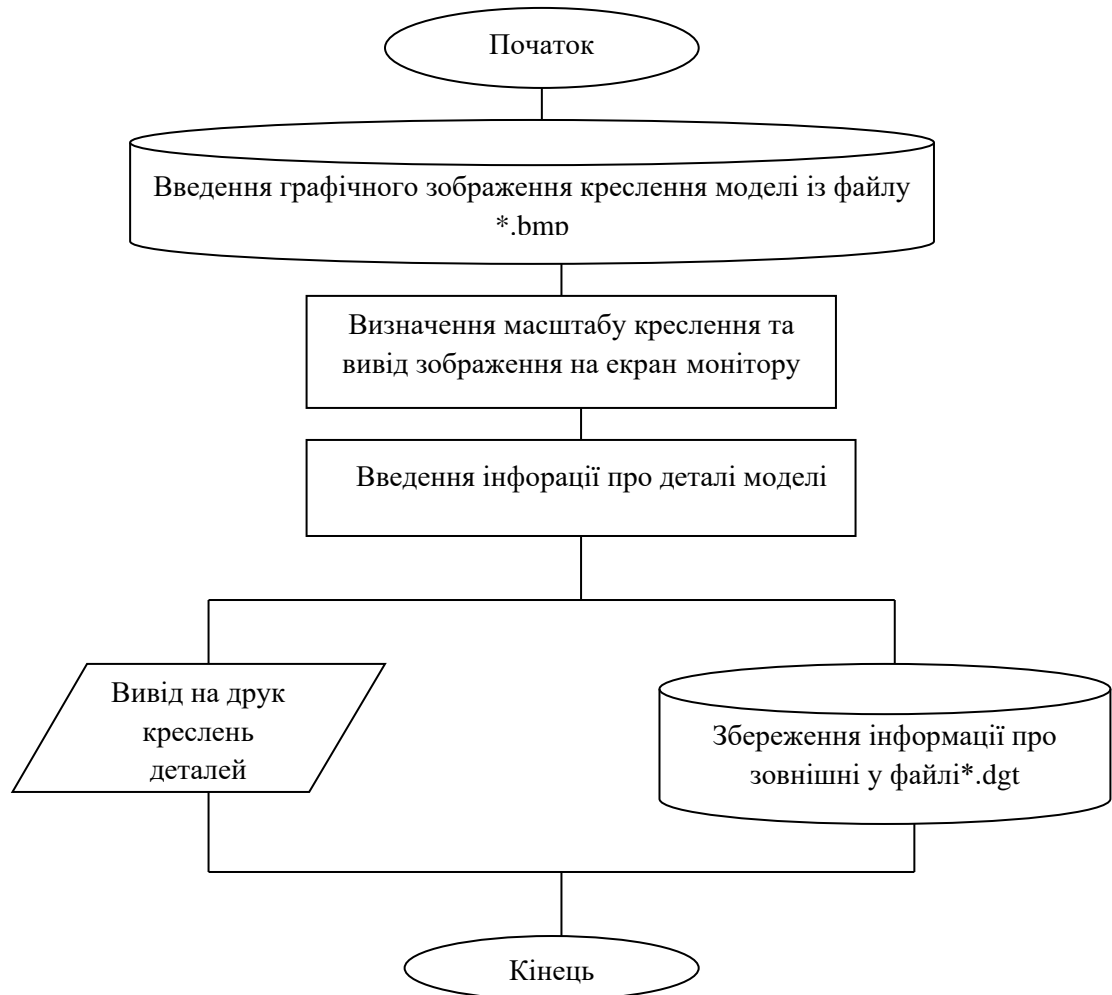 Початок
Введення графічного зображення креслення моделі із файлу
*.bmp
Визначення масштабу креслення та
вивід зображення на екран монітору
Введення інфорації про деталі моделі
Вивід на друк
креслень
деталей
Збереження інформації про
зовнішні у файлі*.dgt
Кінець